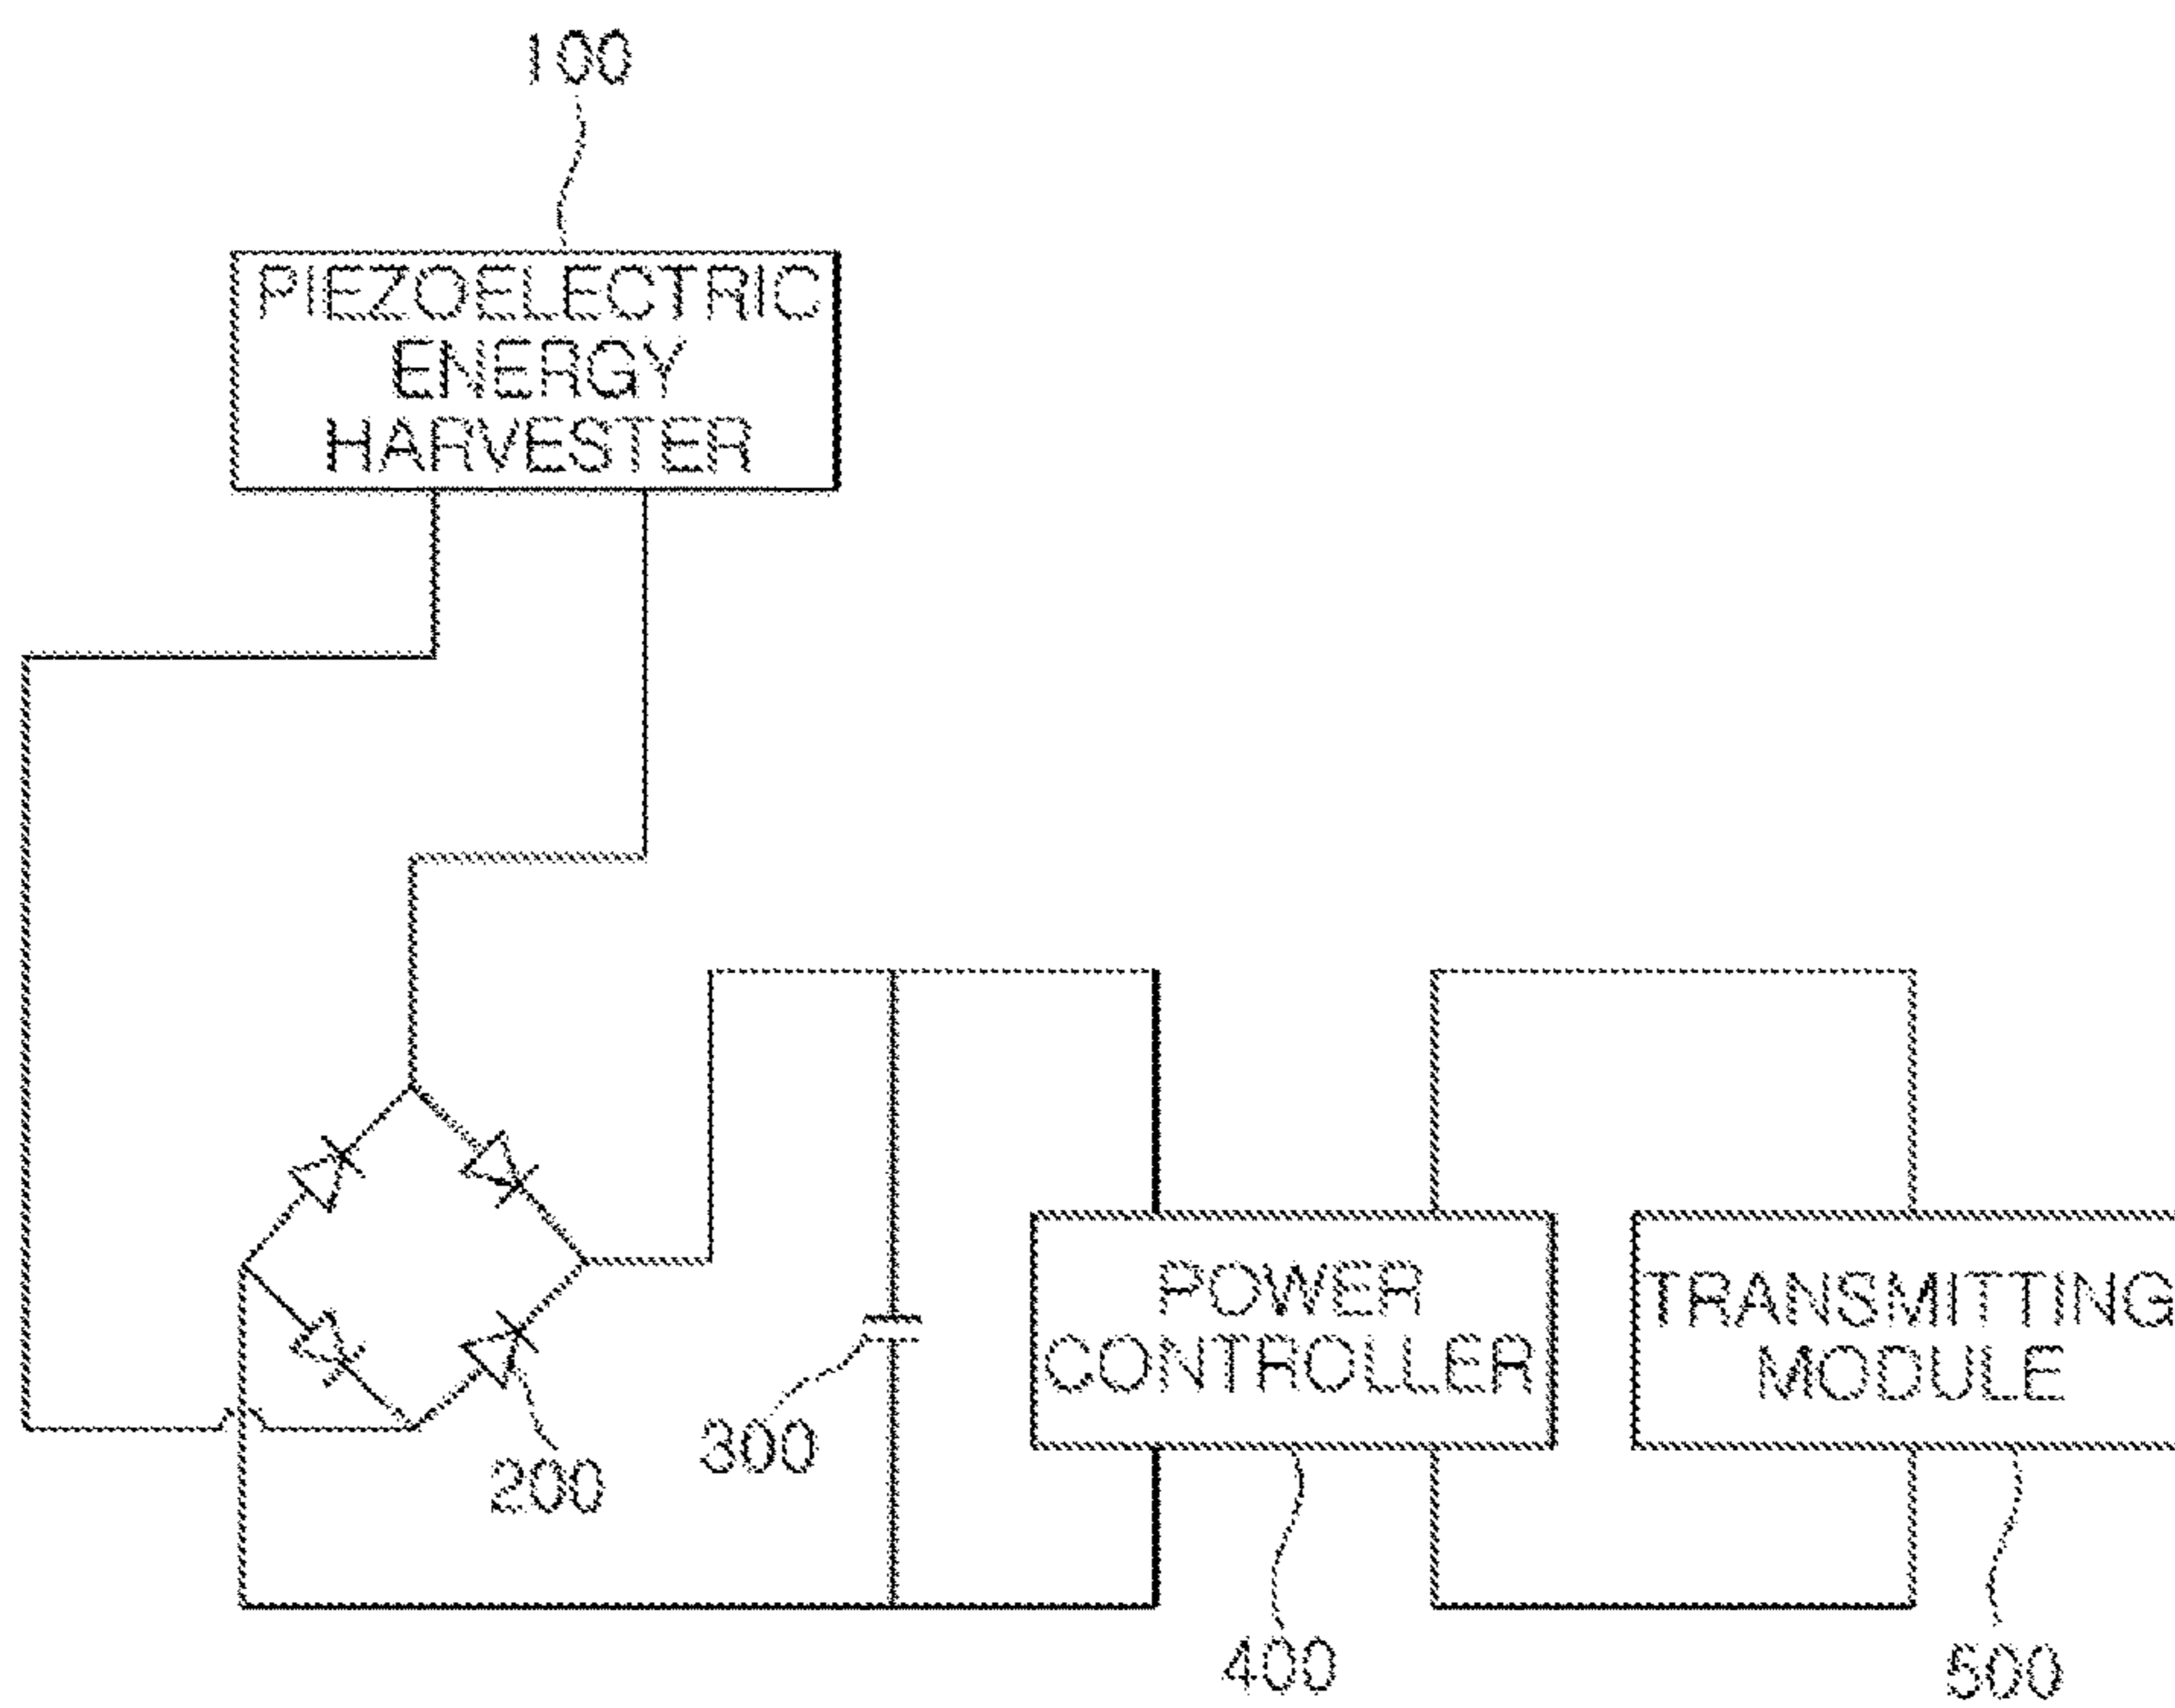 100
PIEZOELECTRIC
ENERGY
HARVESTER
POWER
CONTROLLER
TRANSMITTING
MODULE
300
200
400
500